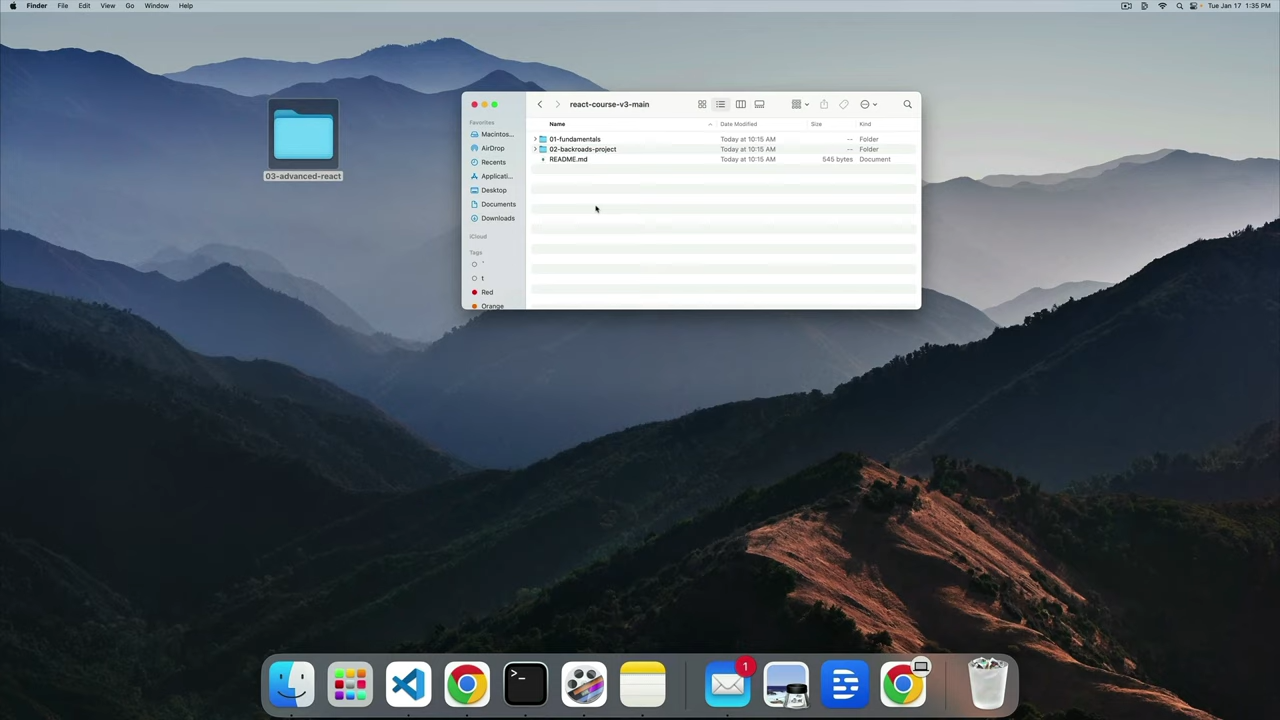 Finder File Edit View Go Window Help
Tue Jan 17 1:35 PM
03-advanced-react
react-course-v3-main
Favorites
Macintos...
AirDrop
Recents
Applicati...
Desktop
Documents
Downloads
iCloud
Tags
t
Red
Orange
Name Date Modified Size Kind
01-fundamentals Today at 10:15 AM -- Folder
02-backroads-project Today at 10:15 AM -- Folder
README.md Today at 10:15 AM 545 bytes Document
>_
1